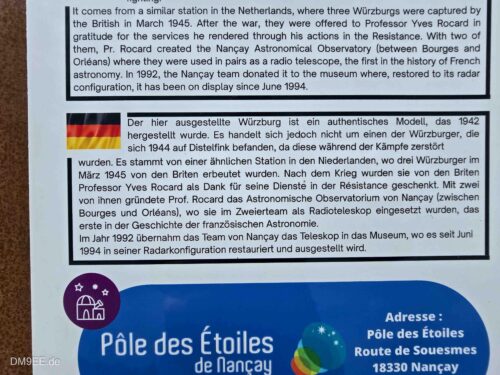 It comes from a similar station in the Netherlands, where three Würzburgs were captured by
the British in March 1945. After the war, they were offered to Professor Yves Rocard in
gratitude for the services he rendered through his actions in the Resistance. With two of
them, Pr. Rocard created the Nançay Astronomical Observatory (between Bourges and
Orléans) where they were used in pairs as a radio telescope, the first in the history of French
astronomy. In 1992, the Nançay team donated it to the museum where, restored to its radar
configuration, it has been on display since June 1994.
Der hier ausgestellte Würzburg ist ein authentisches Modell, das 1942
hergestellt wurde. Es handelt sich jedoch nicht um einen der Würzburger, die
sich 1944 auf Distelfink befanden, da diese während der Kämpfe zerstört
wurden. Es stammt von einer ähnlichen Station in den Niederlanden, wo drei Würzburger im
März 1945 von den Briten erbeutet wurden. Nach dem Krieg wurden sie von den Briten
Professor Yves Rocard als Dank für seine Dienste in der Résistance geschenkt. Mit zwei
von ihnen gründete Prof. Rocard das Astronomische Observatorium von Nançay (zwischen
Bourges und Orléans), wo sie im Zweierteam als Radioteleskop eingesetzt wurden, das
erste in der Geschichte der französischen Astronomie.
Im Jahr 1992 übernahm das Team von Nançay das Teleskop in das Museum, wo es seit Juni
1994 in seiner Radarkonfiguration restauriert und ausgestellt wird.
Pôle des Étoiles
de Nançay
Adresse :
Pôle des Étoiles
Route de Souesmes
18330 Nançay
DM9EE.de